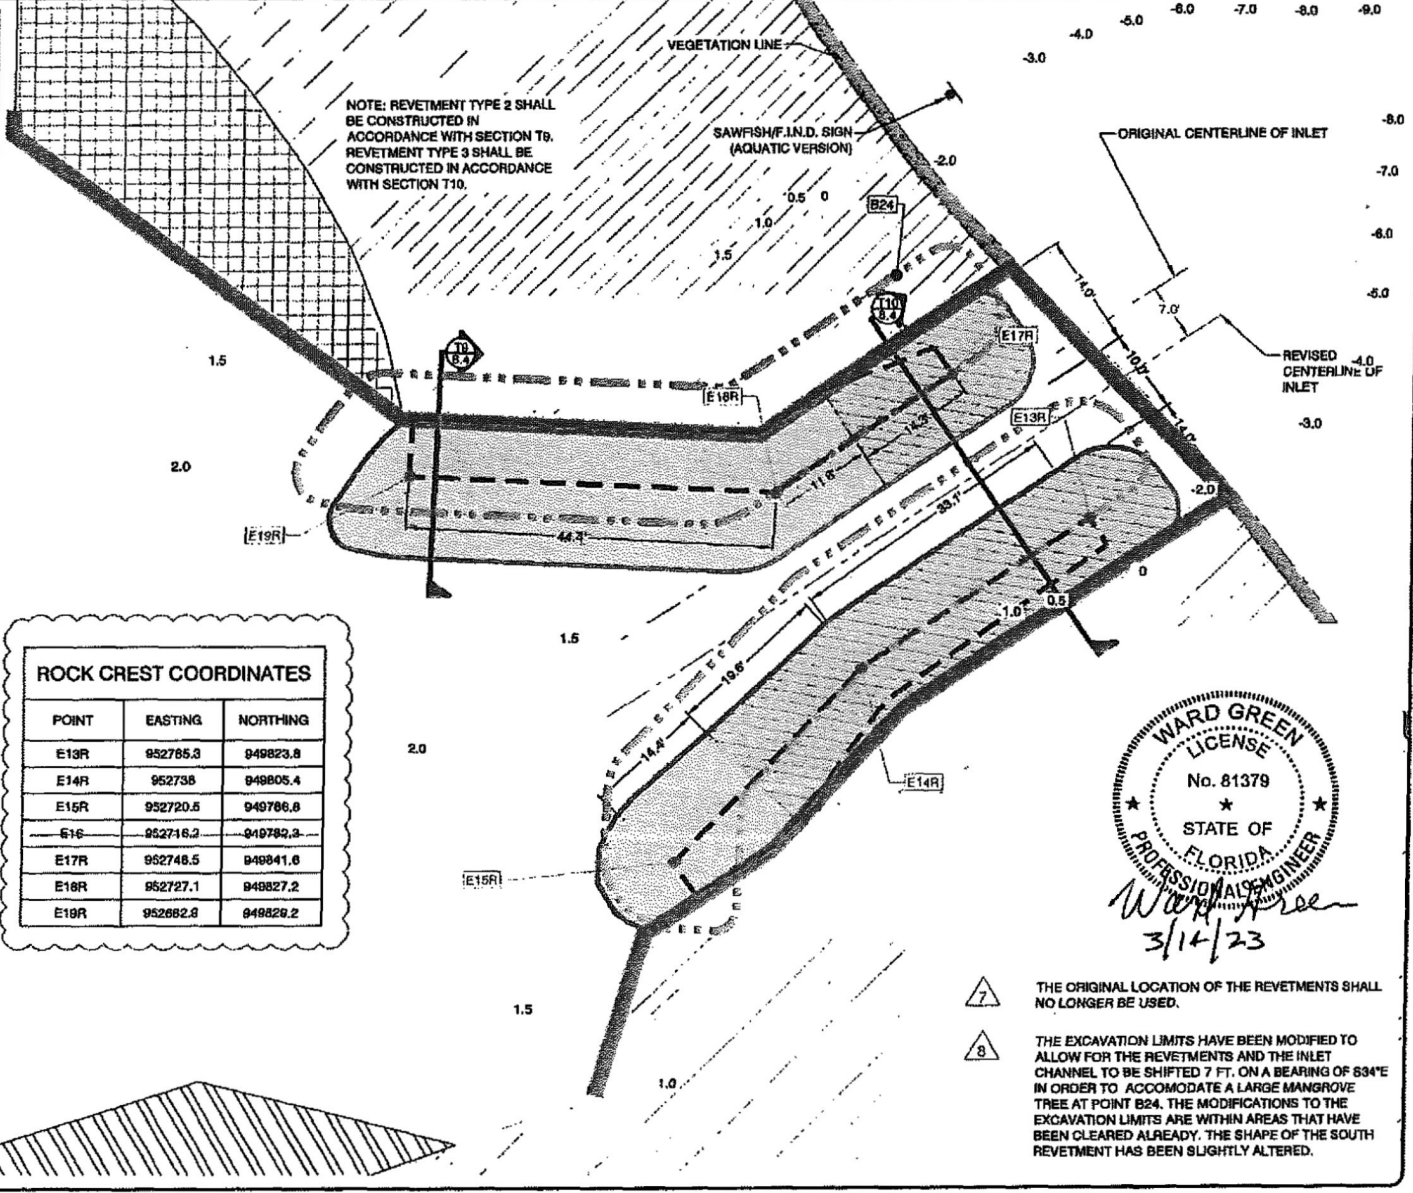 -5.0
-6.0
-7.0
-8.0
-9.0
-4.0
-3.0
VEGETATION LINE
NOTE: REVETMENT TYPE 2 SHALL
BE CONSTRUCTED IN
ACCORDANCE WITH SECTION T9.
REVETMENT TYPE 3 SHALL BE
CONSTRUCTED IN ACCORDANCE
WITH SECTION T10.
SAWFISH/F.I.N.D. SIGN
(AQUATIC VERSION)
-2.0
ORIGINAL CENTERLINE OF INLET
-8.0
-7.0
-6.0
-5.0
-4.0
-3.0
0.5
0
1.0
1.5
B24
14.0'
7.0'
10.0'
14.0'
REVISED
CENTERLINE OF
INLET
T10
8.4
T9
8.4
E17R
E18R
E13R
1.5
2.0
14.3'
11.8'
33.1'
-2.0
E19R
44.4'
0
0.5
1.0
1.5
19.6'
14.4'
2.0
E14R
E15R
ROCK CREST COORDINATES
POINT EASTING NORTHING
E13R 952765.3 949823.8
E14R 952738 949805.4
E15R 952720.5 949786.8
E16 952716.2 949782.3
E17R 952746.5 949841.6
E18R 952727.1 949827.2
E19R 952682.8 949829.2
WARD GREEN
LICENSE
No. 81379
STATE OF
FLORIDA
PROFESSIONAL ENGINEER
Ward Green
3/14/23
1.5
1.0
7
THE ORIGINAL LOCATION OF THE REVETMENTS SHALL
NO LONGER BE USED.
8
THE EXCAVATION LIMITS HAVE BEEN MODIFIED TO
ALLOW FOR THE REVETMENTS AND THE INLET
CHANNEL TO BE SHIFTED 7 FT. ON A BEARING OF S34°E
IN ORDER TO ACCOMODATE A LARGE MANGROVE
TREE AT POINT B24. THE MODIFICATIONS TO THE
EXCAVATION LIMITS ARE WITHIN AREAS THAT HAVE
BEEN CLEARED ALREADY. THE SHAPE OF THE SOUTH
REVETMENT HAS BEEN SLIGHTLY ALTERED.